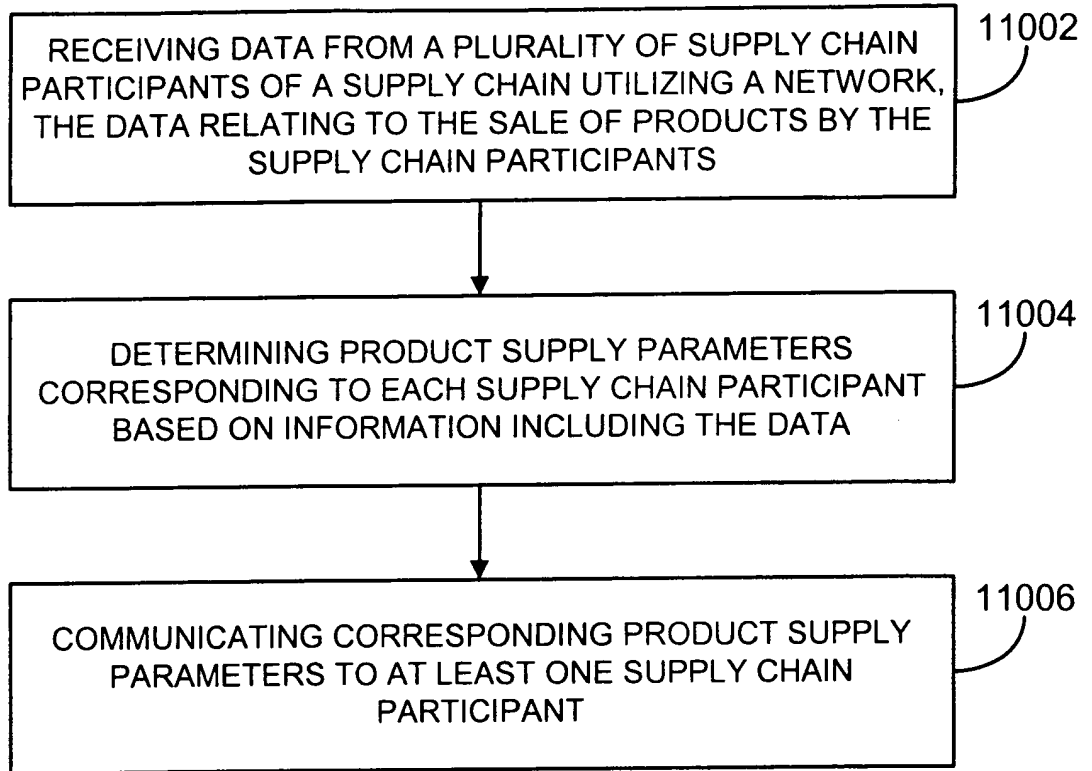 RECEIVING DATA FROM A PLURALITY OF SUPPLY CHAIN
PARTICIPANTS OF A SUPPLY CHAIN UTILIZING A NETWORK,
THE DATA RELATING TO THE SALE OF PRODUCTS BY THE
SUPPLY CHAIN PARTICIPANTS
11002
DETERMINING PRODUCT SUPPLY PARAMETERS
CORRESPONDING TO EACH SUPPLY CHAIN PARTICIPANT
BASED ON INFORMATION INCLUDING THE DATA
11004
COMMUNICATING CORRESPONDING PRODUCT SUPPLY
PARAMETERS TO AT LEAST ONE SUPPLY CHAIN
PARTICIPANT
11006